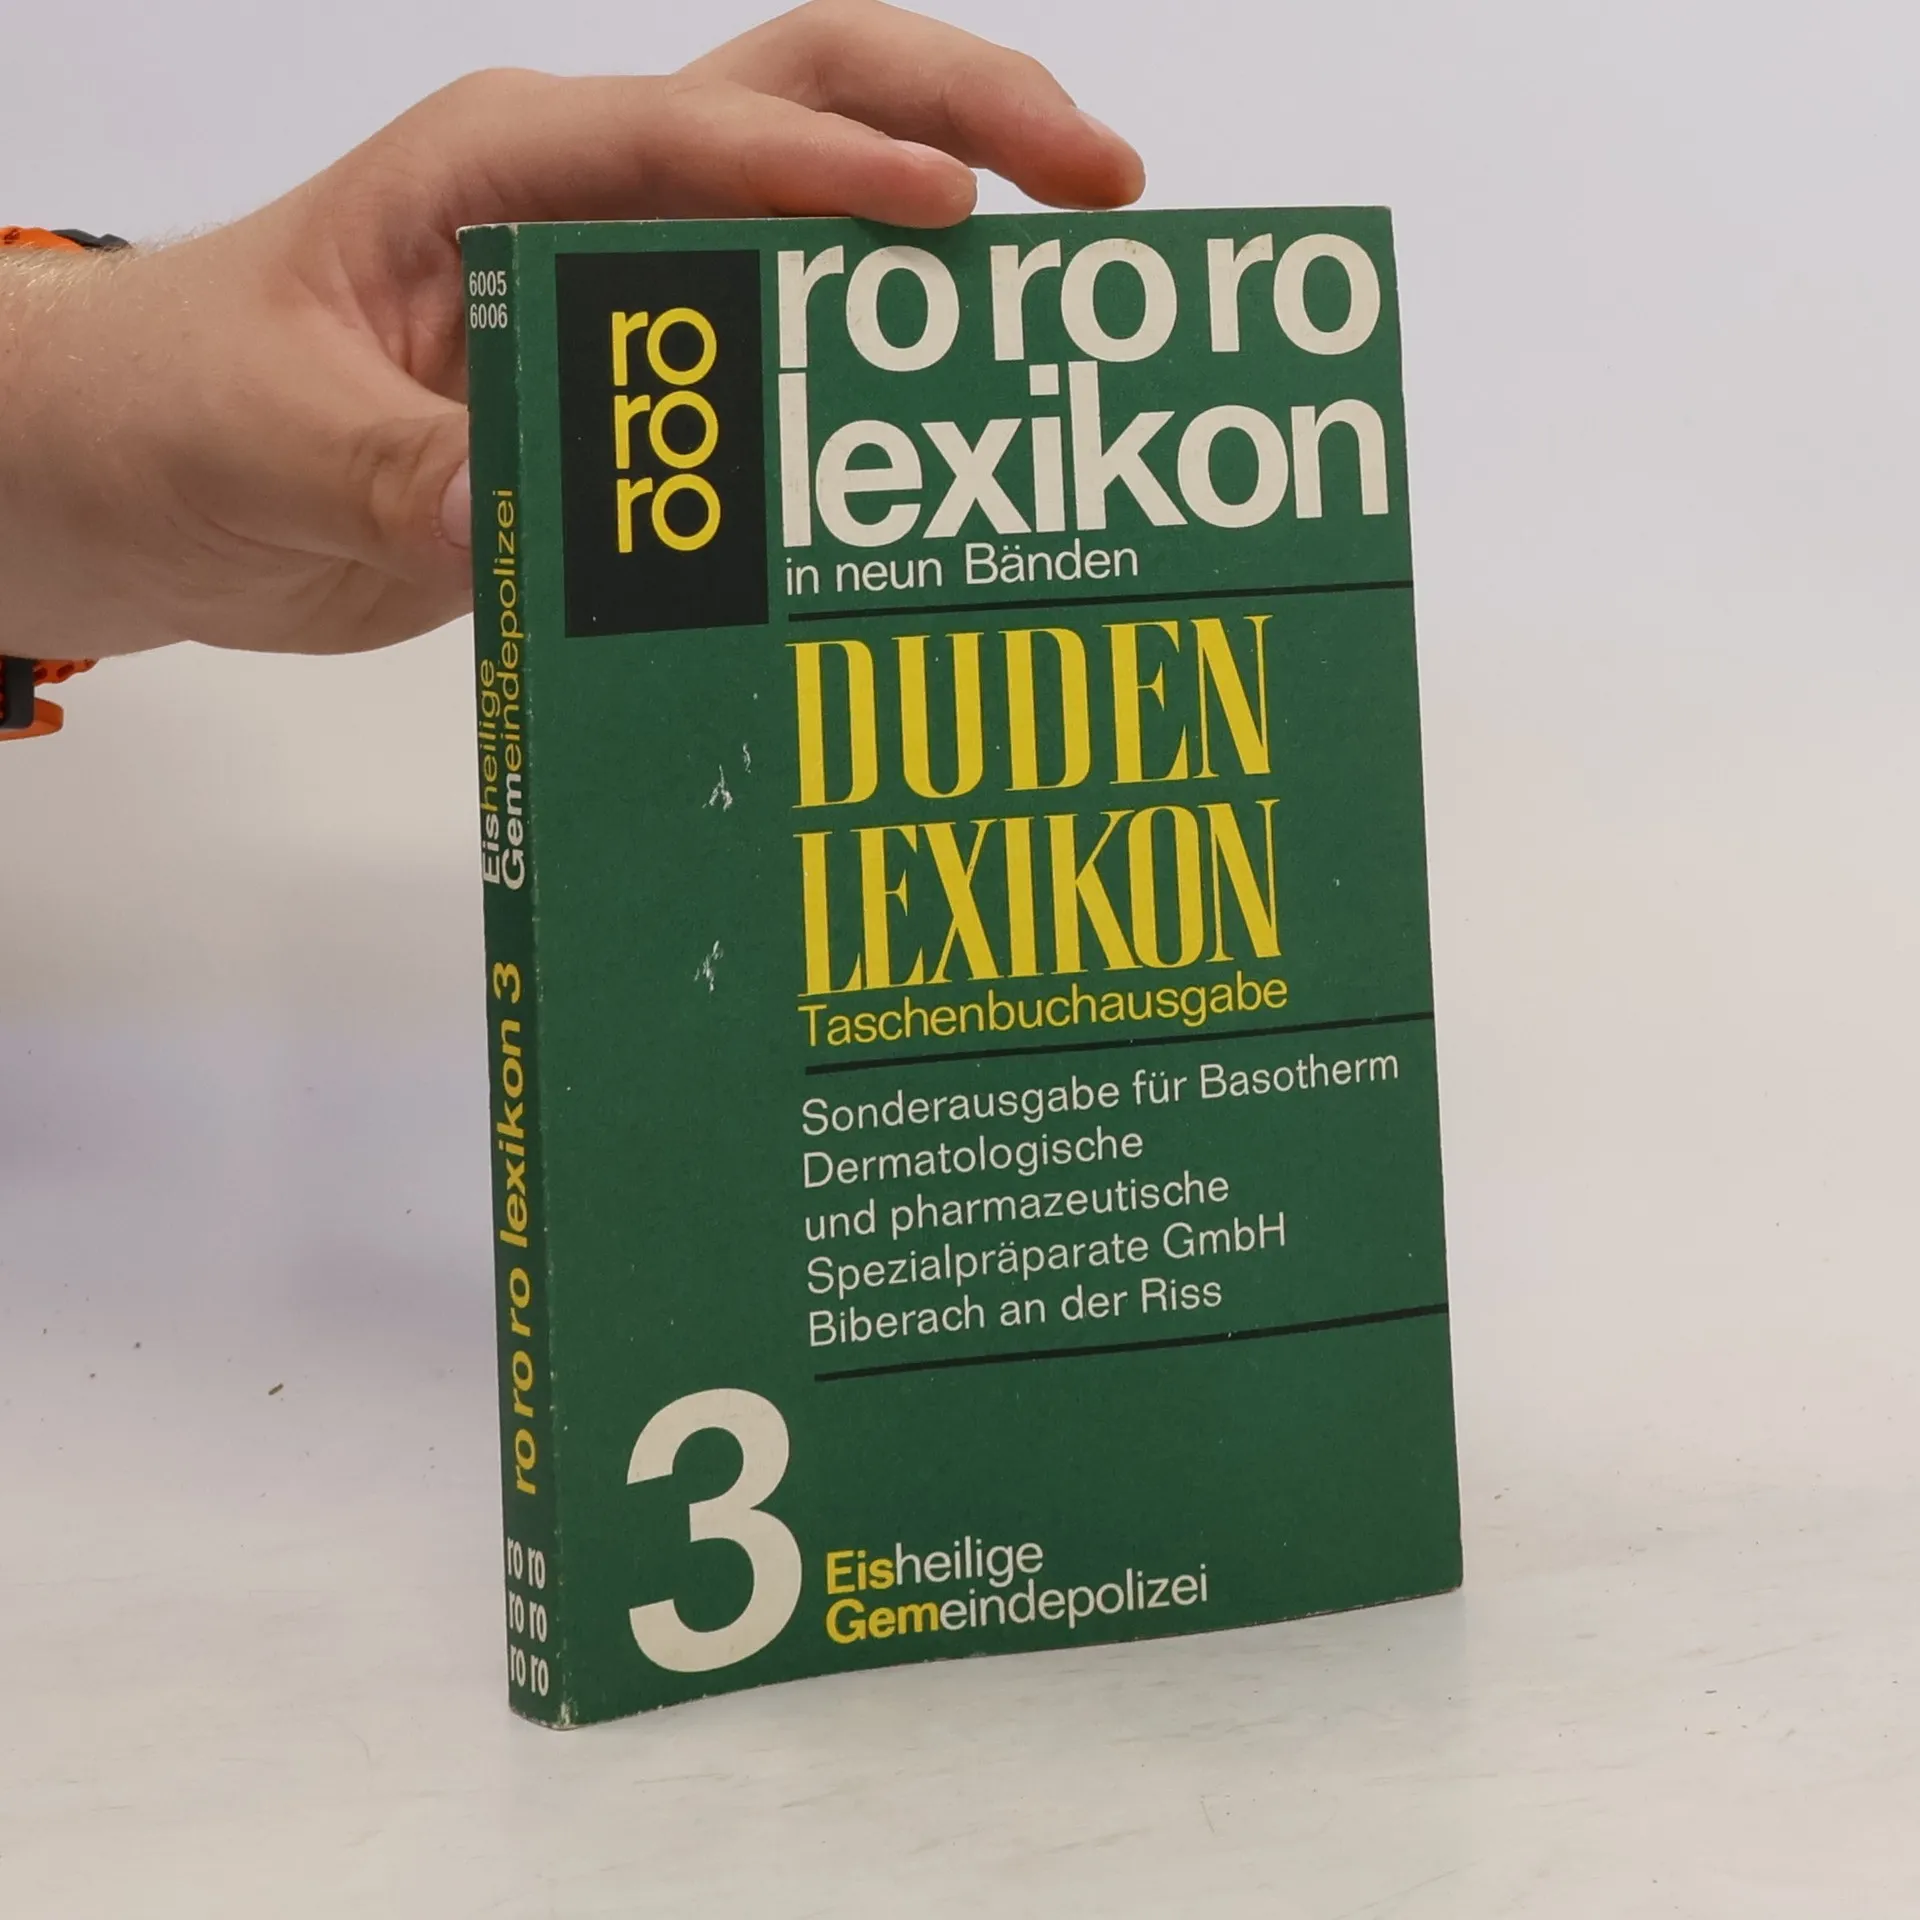 6005
6006
Eisheilige
Gemeindepolizei
ro ro ro lexikon 3
ro ro
ro ro
ro ro
ro
ro
ro
ro ro ro
lexikon
in neun Bänden
DUDEN
LEXIKON
Taschenbuchausgabe
Sonderausgabe für Basotherm
Dermatologische
und pharmazeutische
Spezialpräparate GmbH
Biberach an der Riss
3
Eisheilige
Gemeindepolizei